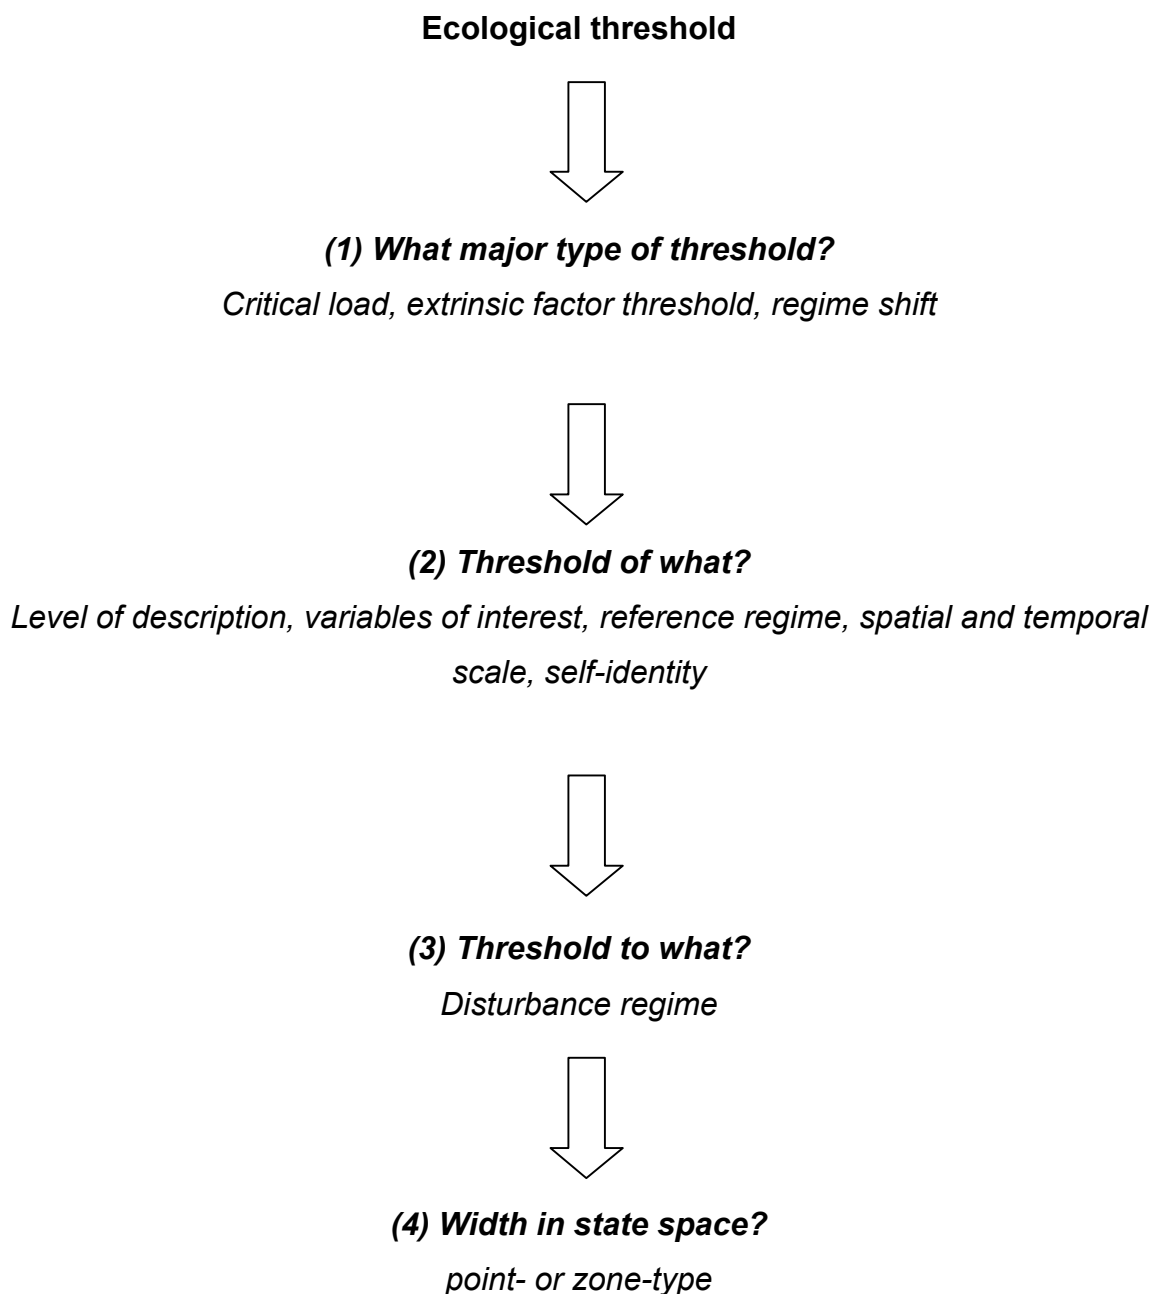 Ecological threshold
(1) What major type of threshold?
Critical load, extrinsic factor threshold, regime shift
(2) Threshold of what?
Level of description, variables of interest, reference regime, spatial and temporal
scale, self-identity
(3) Threshold to what?
Disturbance regime
(4) Width in state space?
point- or zone-type